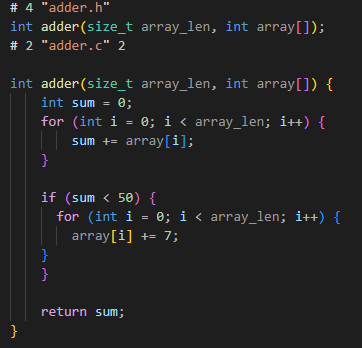 # 4 "adder.h"
int adder(size_t array_len, int array[]);
# 2 "adder.c" 2

int adder(size_t array_len, int array[]) {
    int sum = 0;
    for (int i = 0; i < array_len; i++) {
        sum += array[i];
    }

    if (sum < 50) {
      for (int i = 0; i < array_len; i++) {
        array[i] += 7;
    }
    }

    return sum;
}